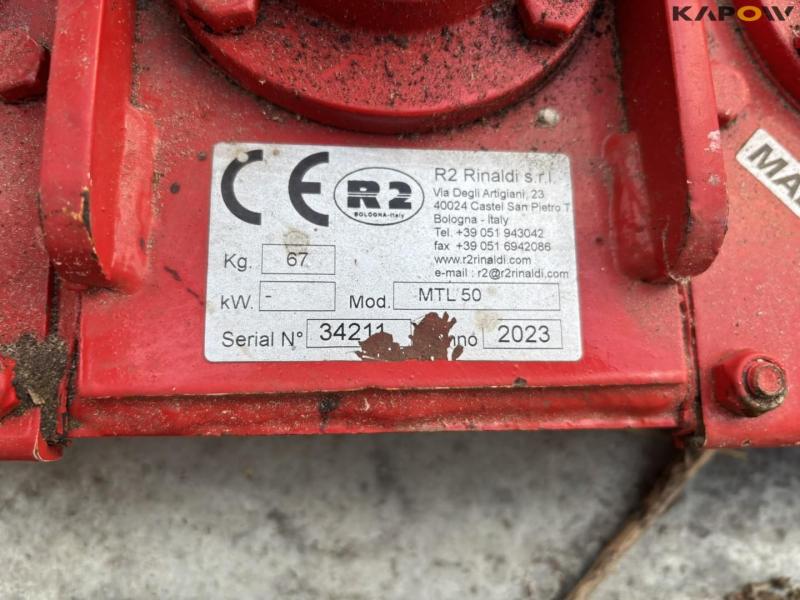 KAPOW
CE
R2
BOLOGNA-Italy
R2 Rinaldi s.r.l.
Via Degli Artigiani, 23
40024 Castel San Pietro T.
Bologna - Italy
Tel. +39 051 943042
fax +39 051 6942086
www.r2rinaldi.com
e-mail : r2@r2rinaldi.com
Kg. 67
kW. - Mod. MTL 50
Serial N° 34211 2023